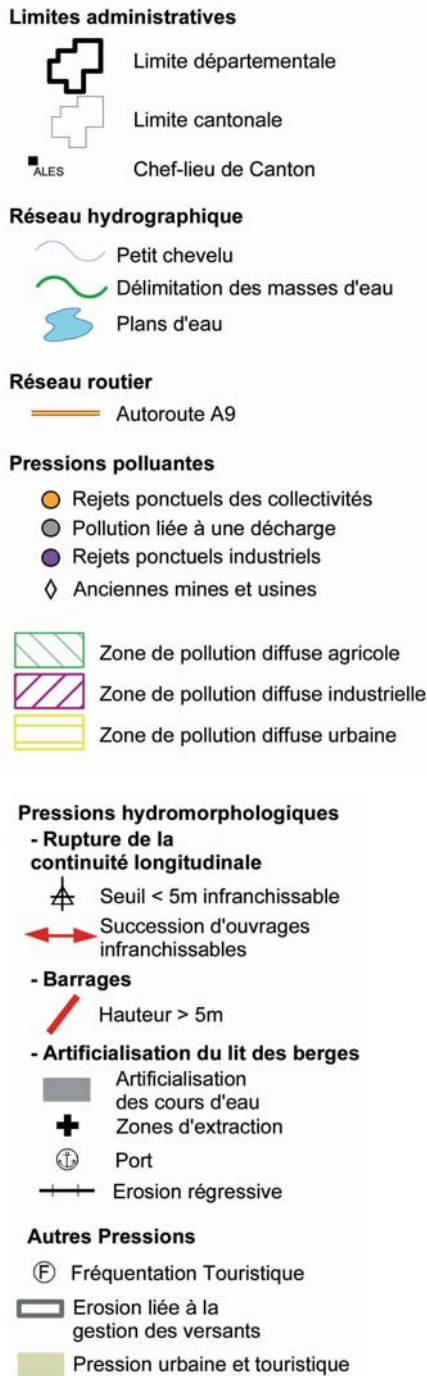 Limites administratives
Limite départementale
Limite cantonale
ALES
Chef-lieu de Canton
Réseau hydrographique
Petit chevelu
Délimitation des masses d'eau
Plans d'eau
Réseau routier
Autoroute A9
Pressions polluantes
Rejets ponctuels des collectivités
Pollution liée à une décharge
Rejets ponctuels industriels
Anciennes mines et usines
Zone de pollution diffuse agricole
Zone de pollution diffuse industrielle
Zone de pollution diffuse urbaine
Pressions hydromorphologiques
- Rupture de la
continuité longitudinale
Seuil < 5m infranchissable
Succession d'ouvrages
infranchissables
- Barrages
Hauteur > 5m
- Artificialisation du lit des berges
Artificialisation
des cours d'eau
Zones d'extraction
Port
Erosion régressive
Autres Pressions
F Fréquentation Touristique
Erosion liée à la
gestion des versants
Pression urbaine et touristique